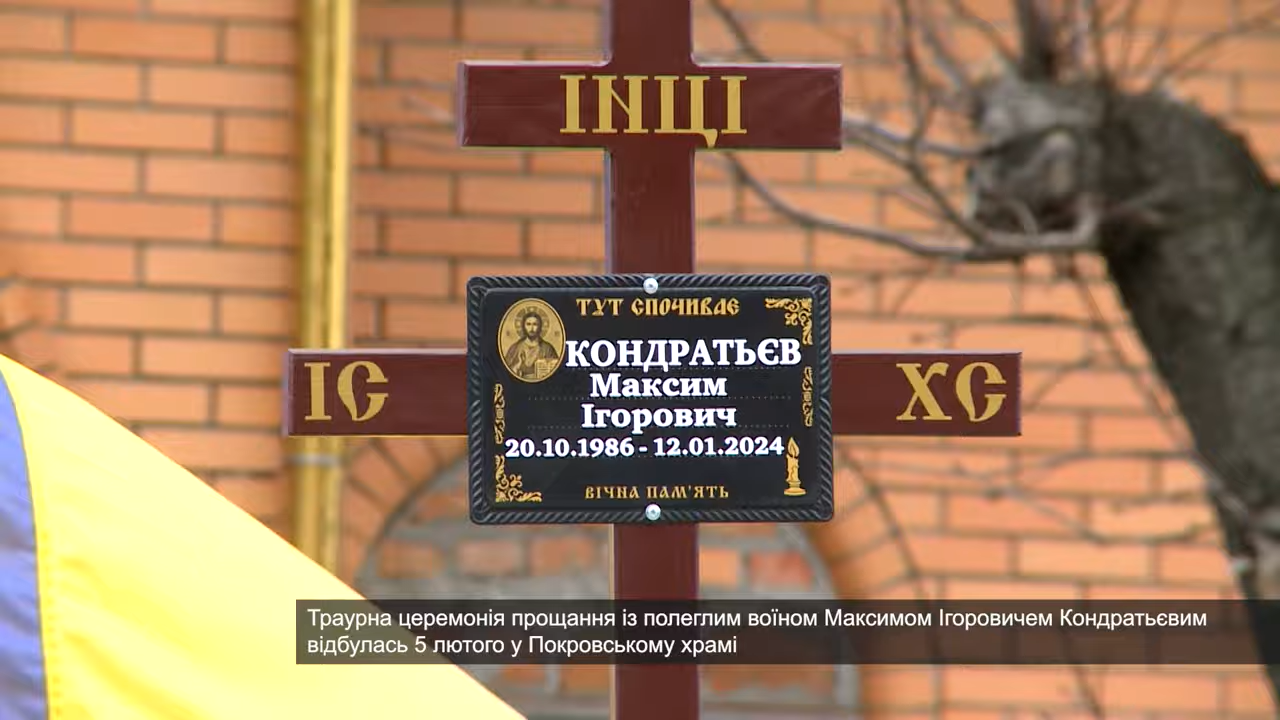 ІНЦІ
ТУТ СПОЧИВАЄ
КОНДРАТЬЄВ
Максим
Ігорович
20.10.1986 - 12.01.2024
ВІЧНА ПАМ'ЯТЬ
ІС
ХС
Траурна церемонія прощання із полеглим воїном Максимом Ігоровичем Кондратьєвим
відбулась 5 лютого у Покровському храмі